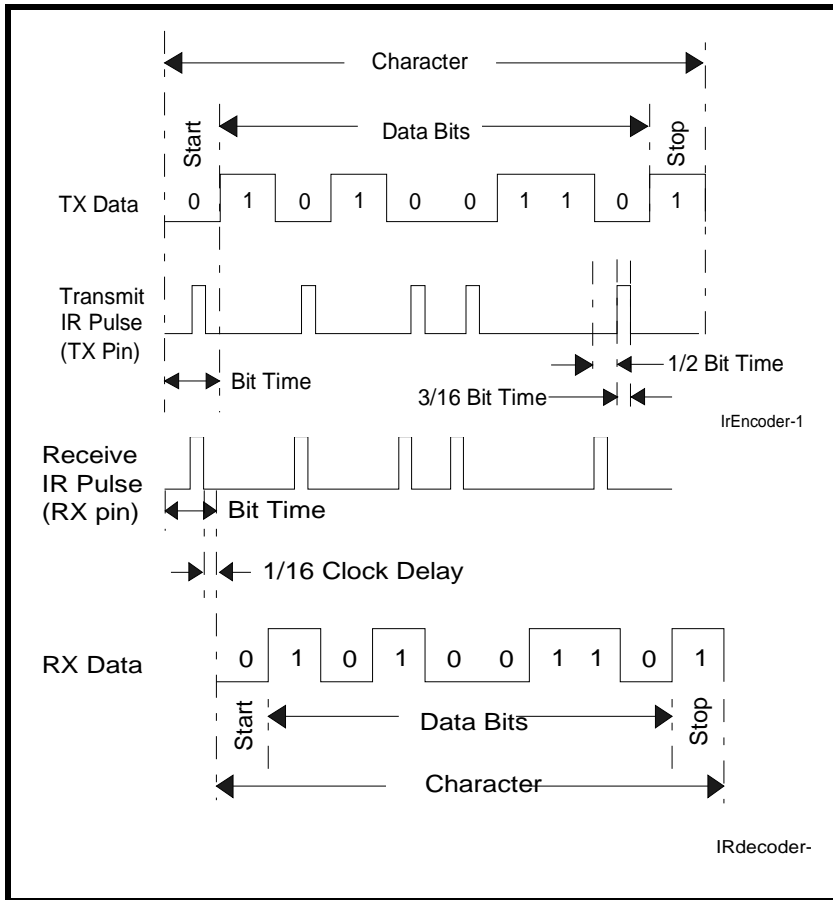 Character
Start
Data Bits
Stop
TX Data
0 1 0 1 0 0 1 1 0 1
Transmit
IR Pulse
(TX Pin)
Bit Time
1/2 Bit Time
3/16 Bit Time
IrEncoder-1
Receive
IR Pulse
(RX pin)
Bit Time
1/16 Clock Delay
RX Data
0 1 0 1 0 0 1 1 0 1
Start
Data Bits
Stop
Character
IRdecoder-